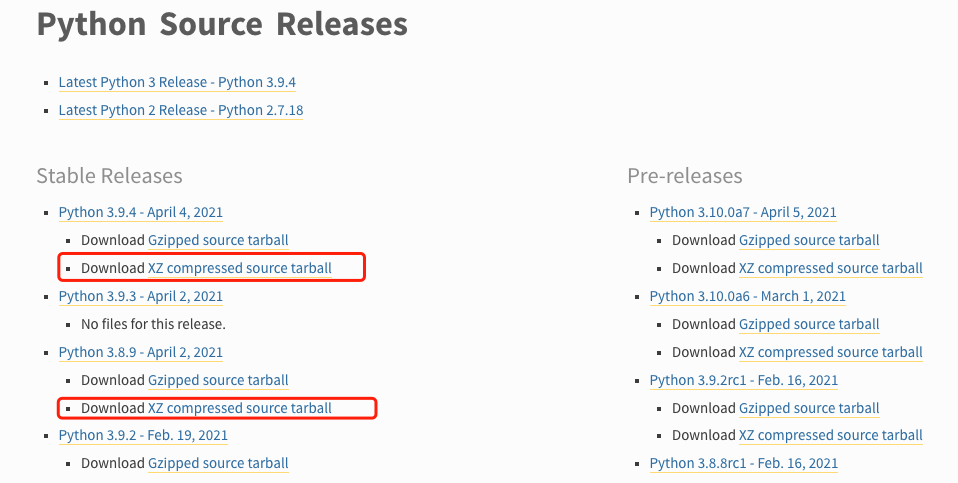 Python Source Releases
Latest Python 3 Release - Python 3.9.4
Latest Python 2 Release - Python 2.7.18
Stable Releases
Python 3.9.4 - April 4, 2021
Download Gzipped source tarball
Download XZ compressed source tarball
Python 3.9.3 - April 2, 2021
No files for this release.
Python 3.8.9 - April 2, 2021
Download Gzipped source tarball
Download XZ compressed source tarball
Python 3.9.2 - Feb. 19, 2021
Download Gzipped source tarball
Pre-releases
Python 3.10.0a7 - April 5, 2021
Download Gzipped source tarball
Download XZ compressed source tarball
Python 3.10.0a6 - March 1, 2021
Download Gzipped source tarball
Download XZ compressed source tarball
Python 3.9.2rc1 - Feb. 16, 2021
Download Gzipped source tarball
Download XZ compressed source tarball
Python 3.8.8rc1 - Feb. 16, 2021